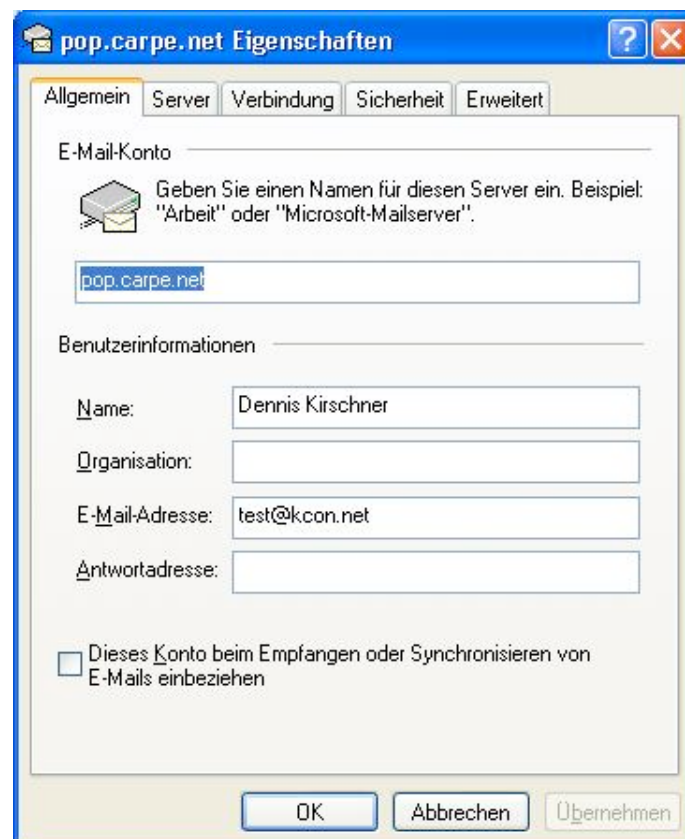 pop.carpe.net Eigenschaften
Allgemein Server Verbindung Sicherheit Erweitert
E-Mail-Konto
Geben Sie einen Namen für diesen Server ein. Beispiel:
"Arbeit" oder "Microsoft-Mailserver".
pop.carpe.net
Benutzerinformationen
Name: Dennis Kirschner
Organisation:
E-Mail-Adresse: test@kcon.net
Antwortadresse:
Dieses Konto beim Empfangen oder Synchronisieren von
E-Mails einbeziehen
OK Abbrechen Übernehmen